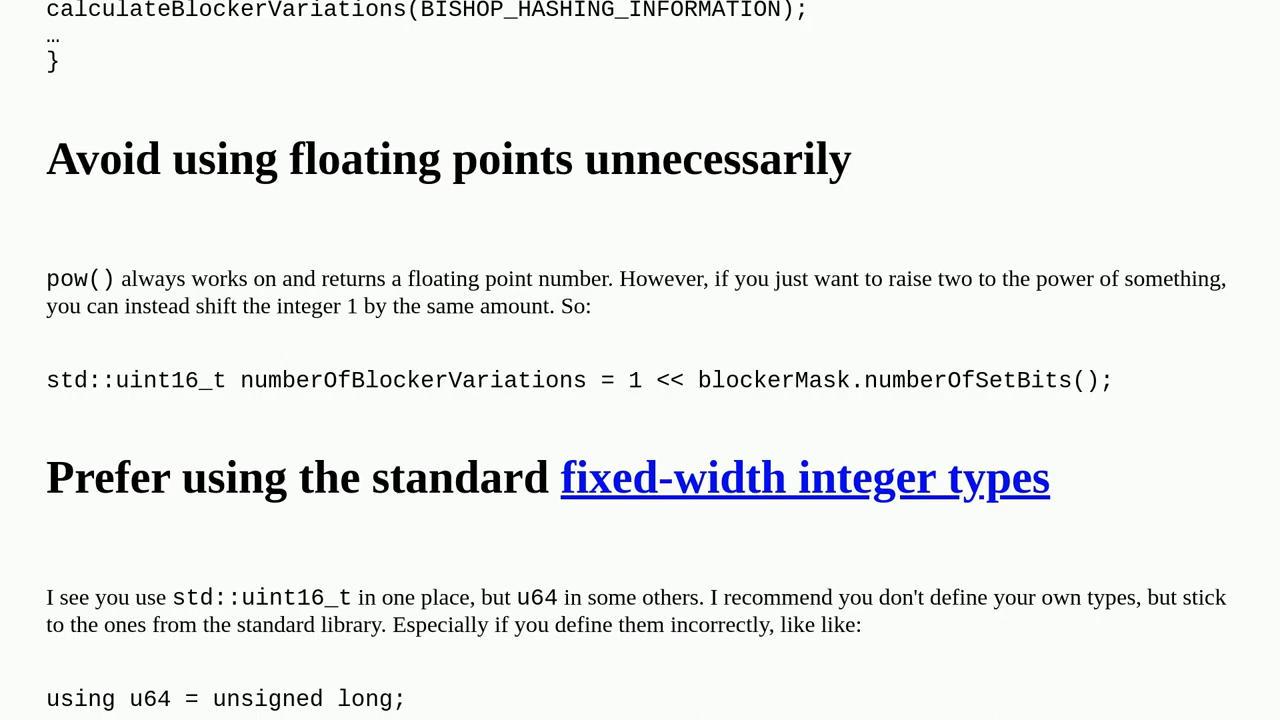 calculateBlockerVariations(BISHOP_HASHING_INFORMATION);
…
}
Avoid using floating points unnecessarily
pow() always works on and returns a floating point number. However, if you just want to raise two to the power of something,
you can instead shift the integer 1 by the same amount. So:
std::uint16_t numberOfBlockerVariations = 1 << blockerMask.numberOfSetBits();
Prefer using the standard fixed-width integer types
I see you use std::uint16_t in one place, but u64 in some others. I recommend you don't define your own types, but stick
to the ones from the standard library. Especially if you define them incorrectly, like like:
using u64 = unsigned long;